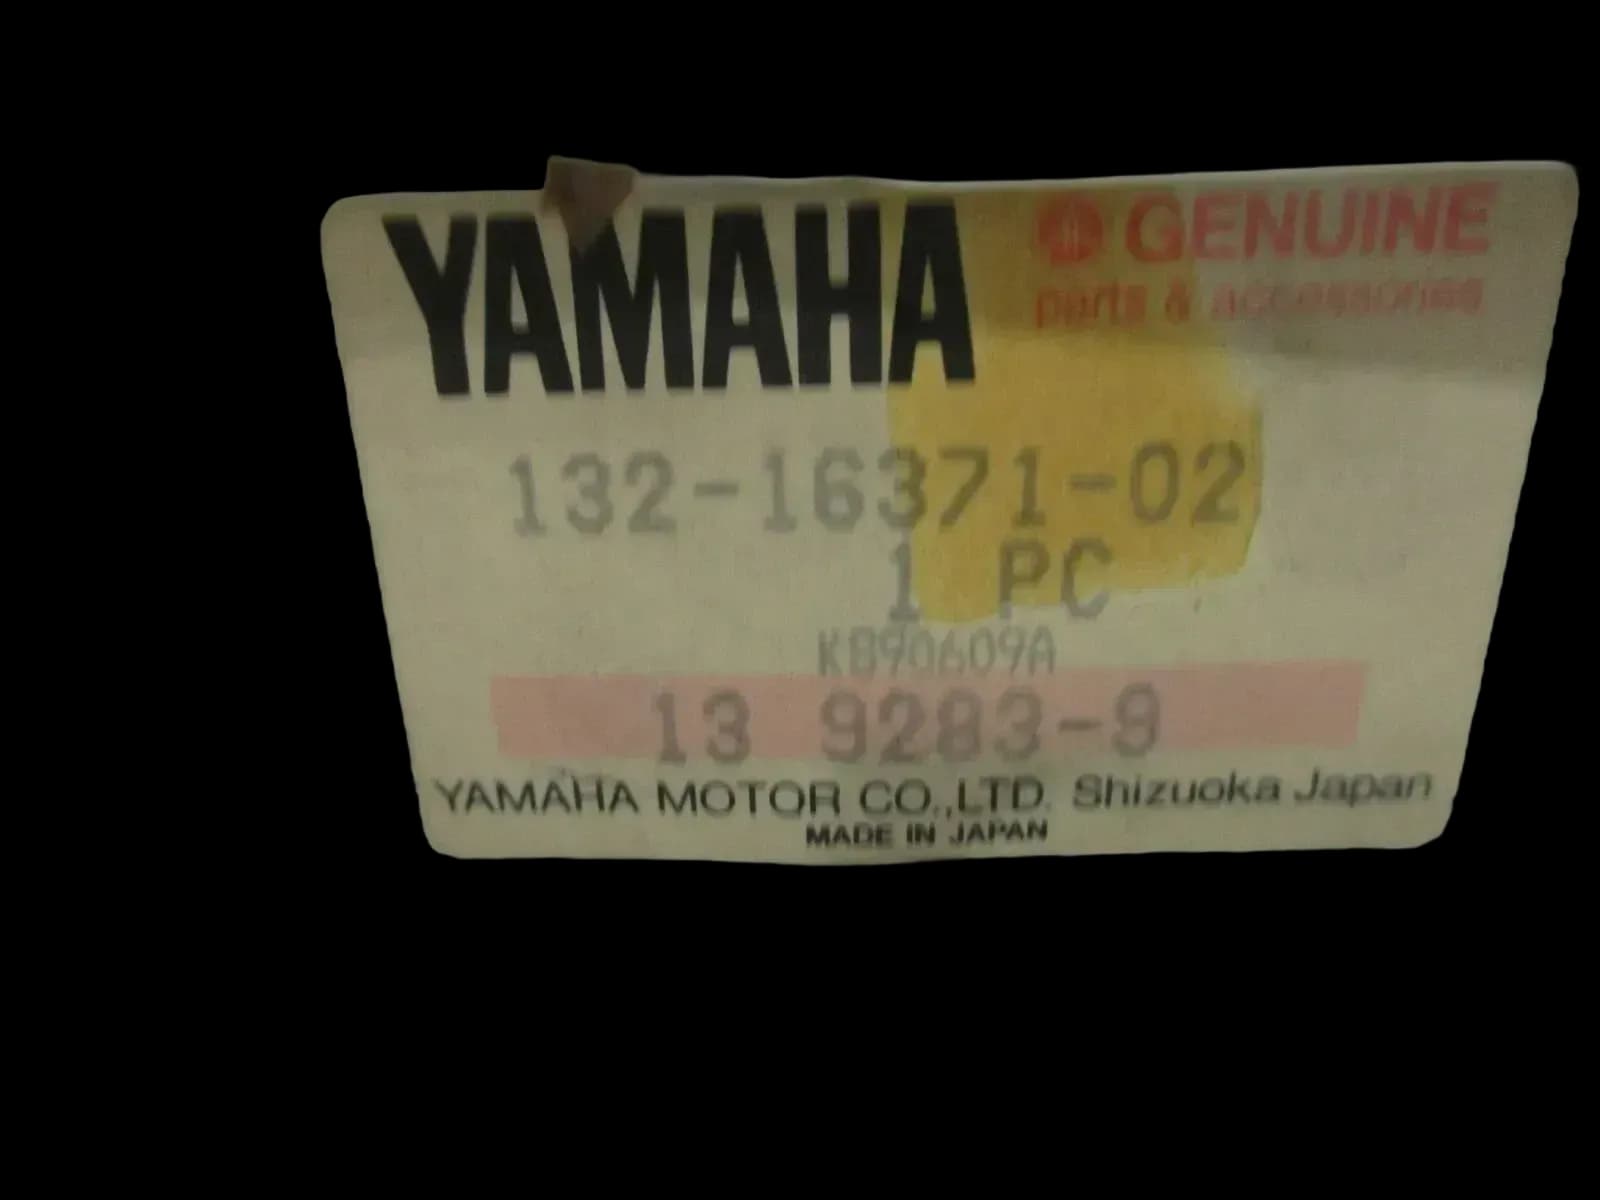 YAMAHA
GENUINE
parts & accessories
132-16371-02
1 PC
KB90609A
13 9283-9
YAMAHA MOTOR CO.,LTD. Shizuoka Japan
MADE IN JAPAN